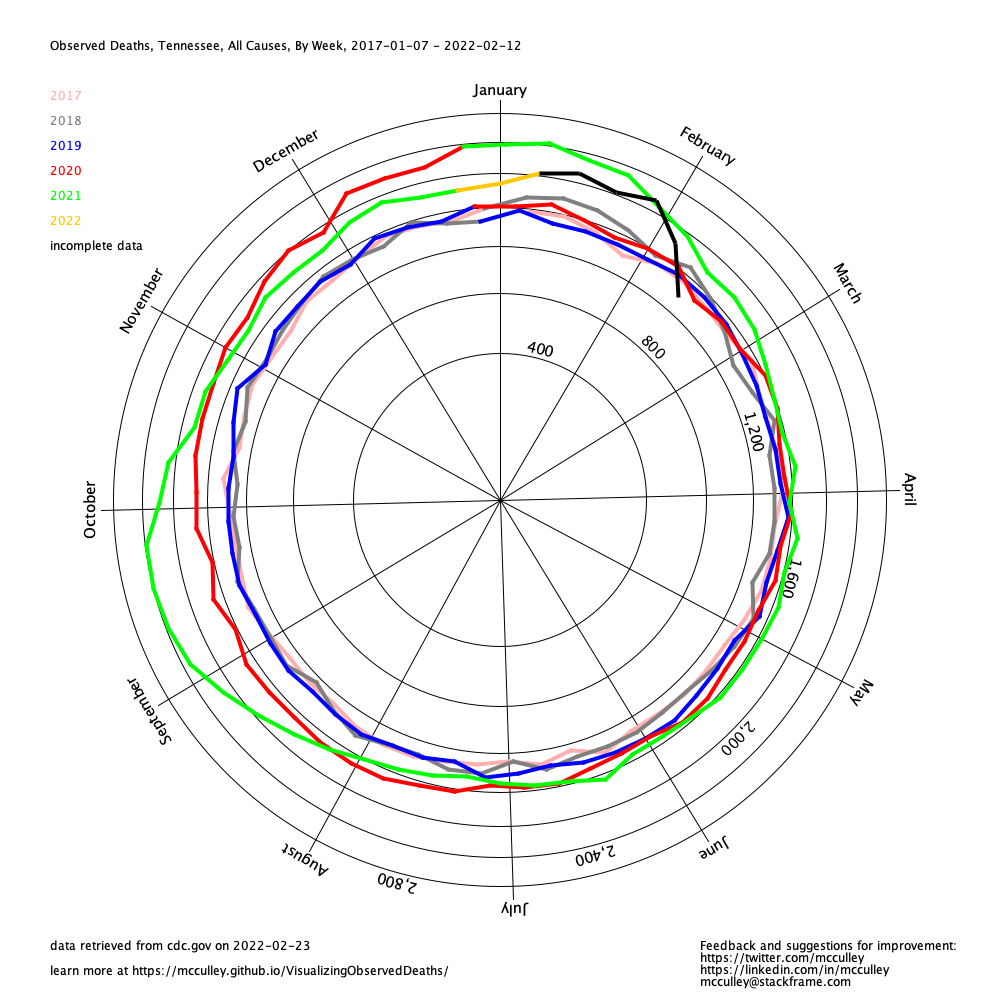 Observed Deaths, Tennessee, All Causes, By Week, 2017-01-07 - 2022-02-12
January
2017
2018
2019
2020
2021
2022
incomplete data
December
February
November
March
400
800
1,200
October
April
1,600
September
May
2,000
August
June
2,400
2,800
July
data retrieved from cdc.gov on 2022-02-23
learn more at https://mcculley.github.io/VisualizingObservedDeaths/
Feedback and suggestions for improvement:
https://twitter.com/mcculley
https://linkedin.com/in/mcculley
mcculley@stackframe.com